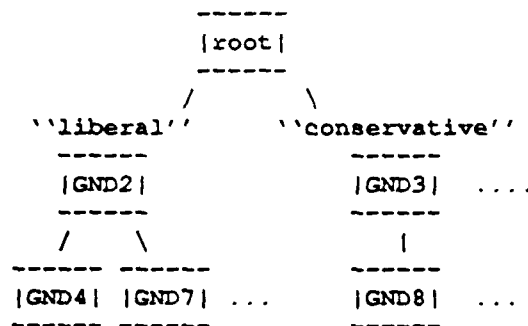 ------
|root|
------
/ \
``liberal'' ``conservative''
------ ------
|GND2| |GND3| ....
------ ------
/ \ |
------ ------ ------
|GND4| |GND7| ... |GND8| ...
------ ------ ------